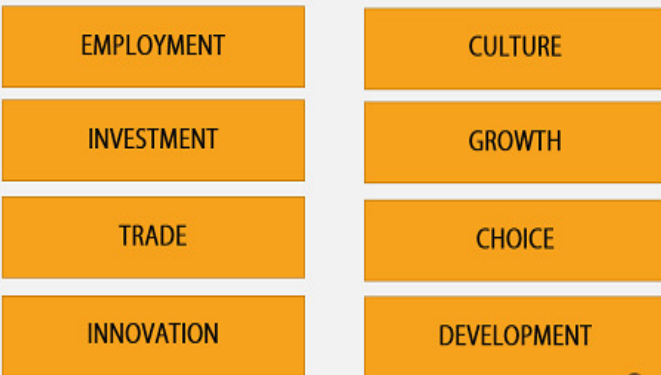 EMPLOYMENT
CULTURE
INVESTMENT
GROWTH
TRADE
CHOICE
INNOVATION
DEVELOPMENT